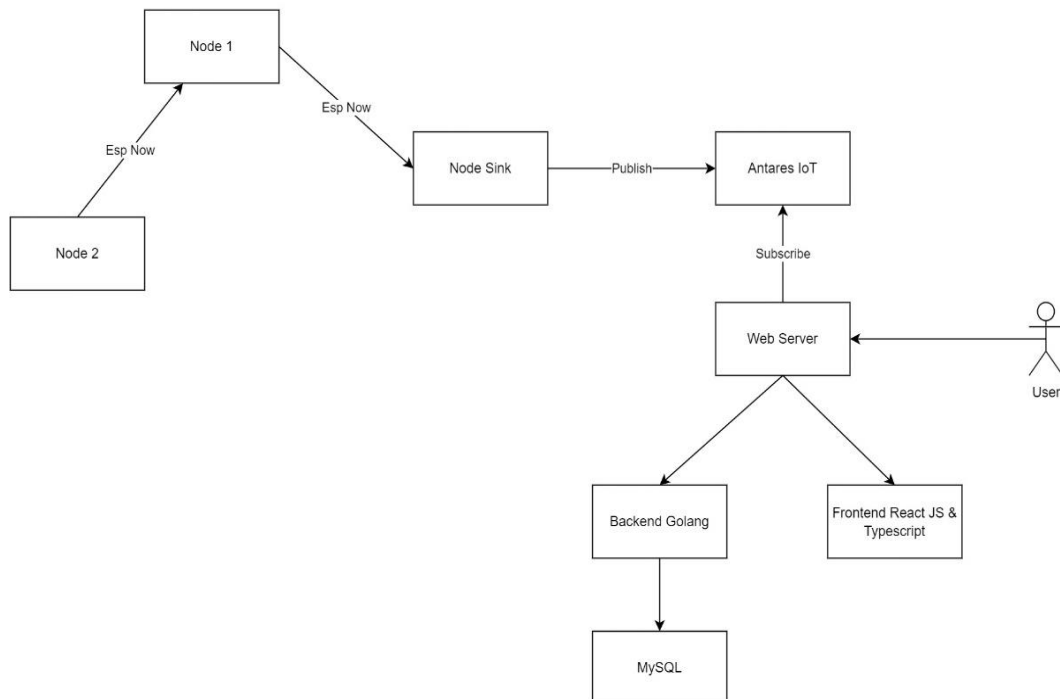 Node 1
Esp Now
Esp Now
Node Sink
Publish
Antares IoT
Node 2
Subscribe
Web Server
User
Backend Golang
Frontend React JS &
Typescript
MySQL